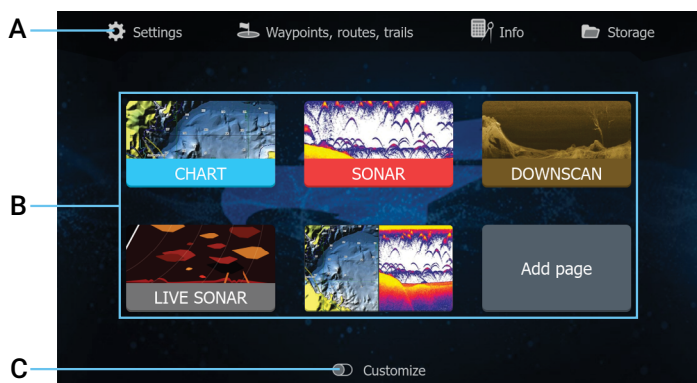 A
Settings
Waypoints, routes, trails
Info
Storage
CHART
SONAR
DOWNSCAN
B
LIVE SONAR
Add page
C
Customize